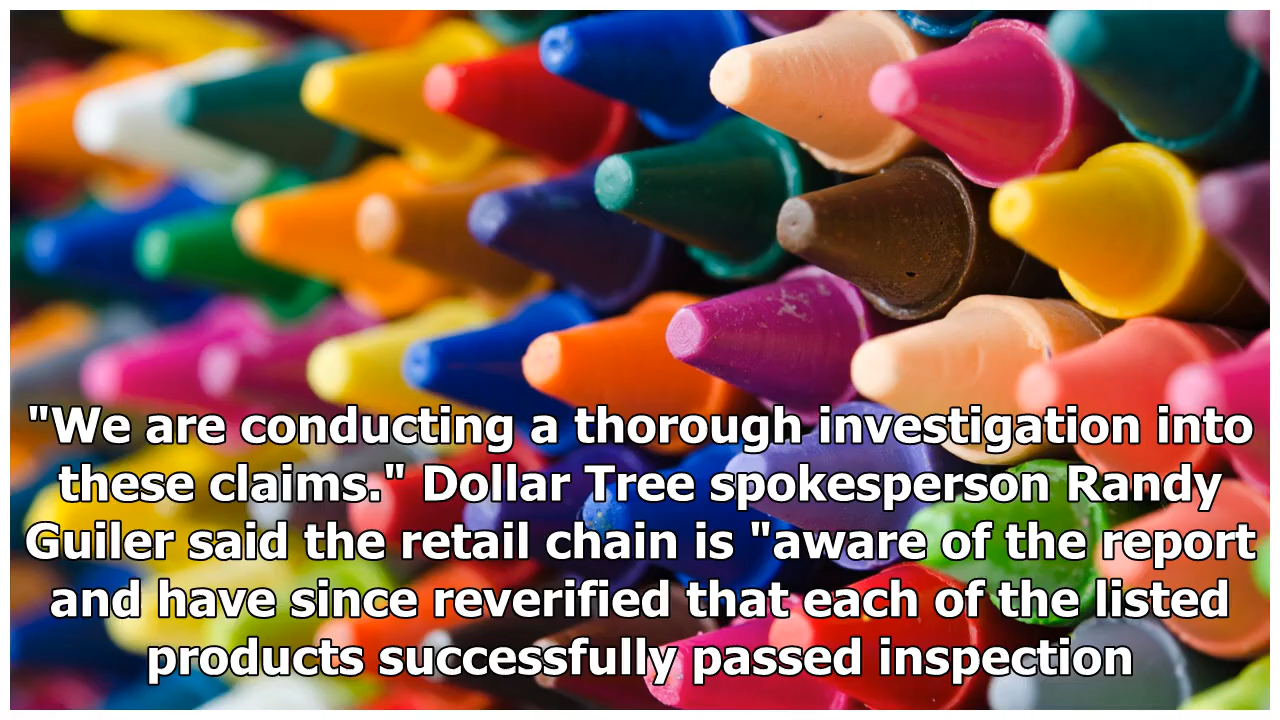 "We are conducting a thorough investigation into
these claims." Dollar Tree spokesperson Randy
Guiler said the retail chain is "aware of the report
and have since reverified that each of the listed
products successfully passed inspection